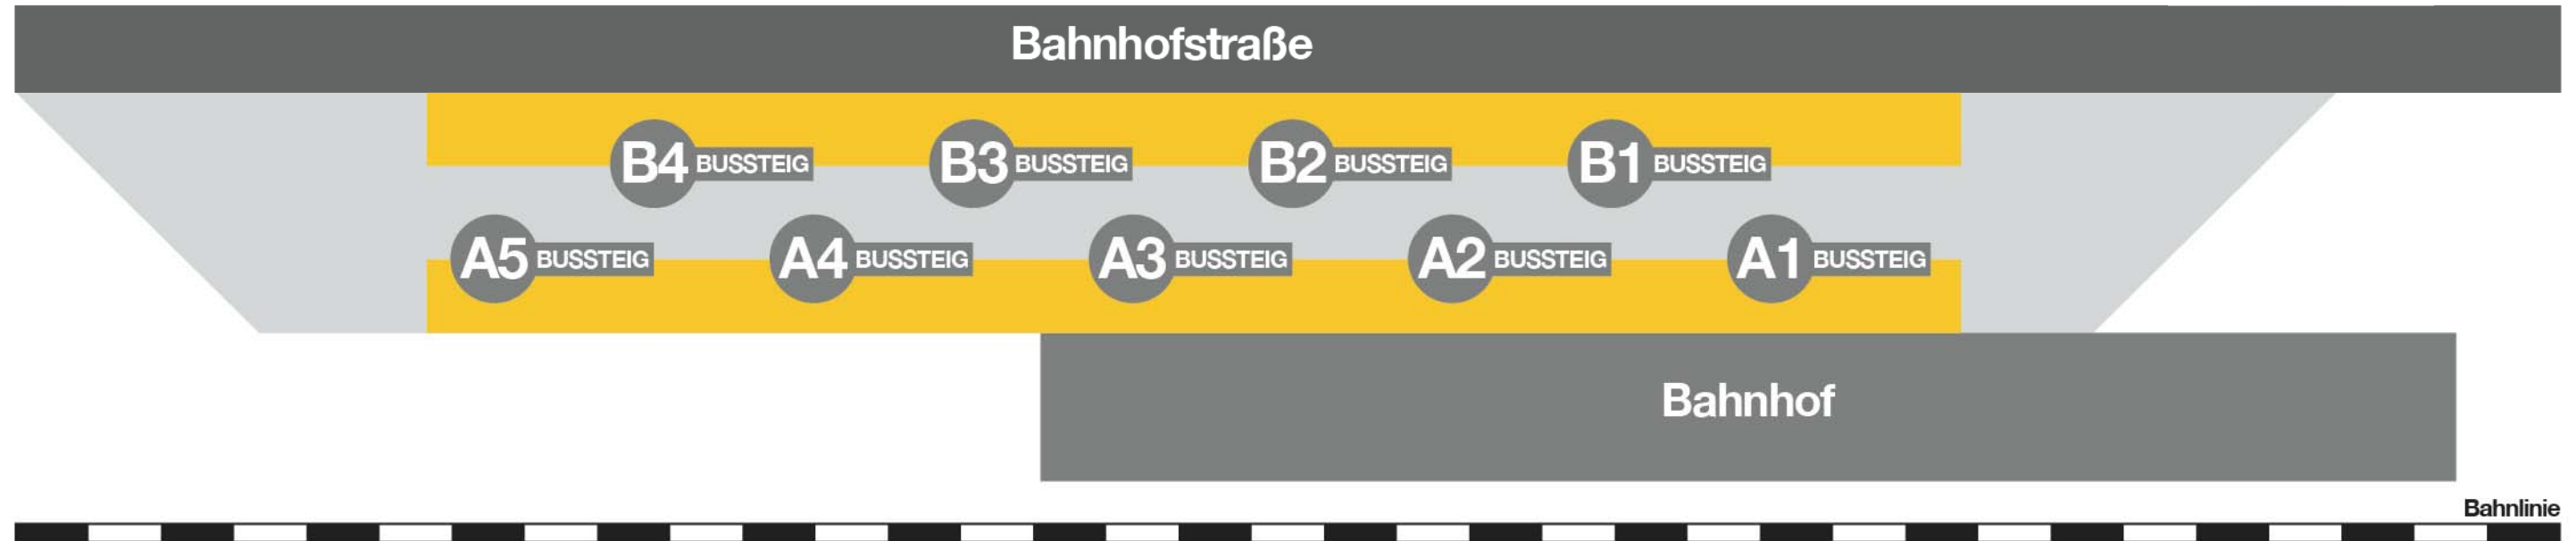 Bahnhofstraße
B4 BUSSTEIG B3 BUSSTEIG B2 BUSSTEIG B1 BUSSTEIG
A5 BUSSTEIG A4 BUSSTEIG A3 BUSSTEIG A2 BUSSTEIG A1 BUSSTEIG
Bahnhof
Bahnlinie